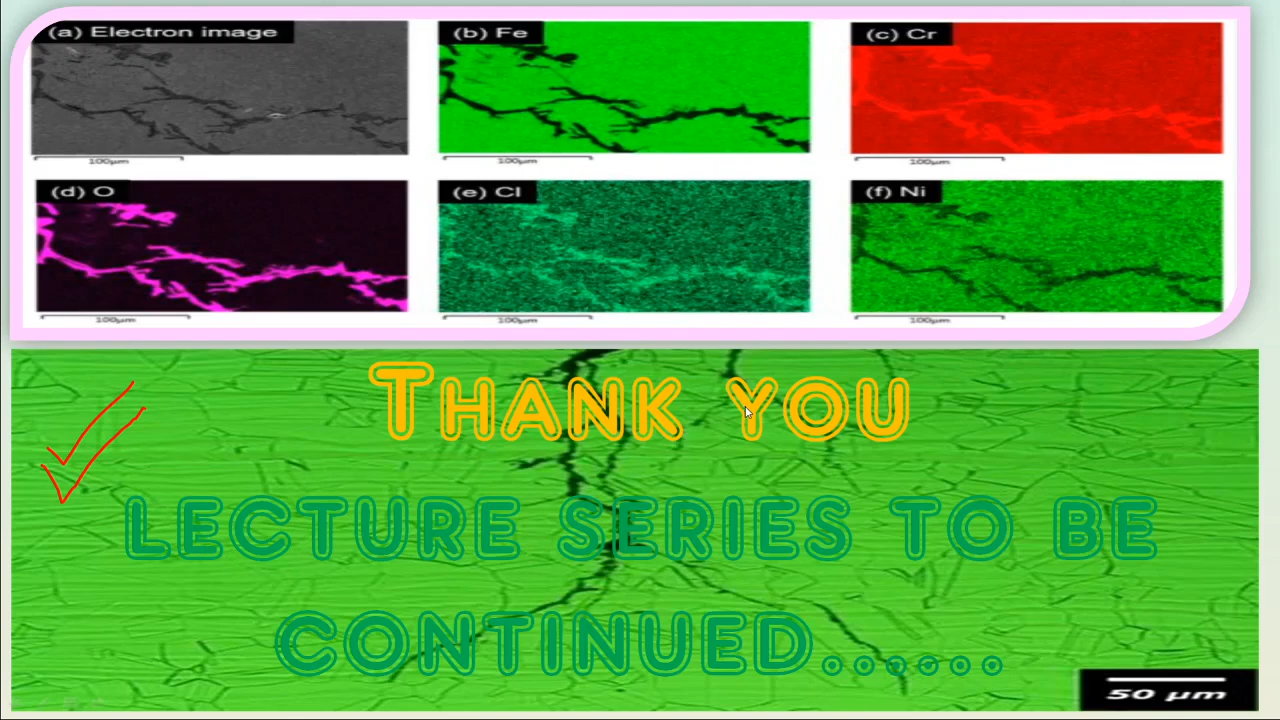 (a) Electron image
(b) Fe
(c) Cr
100μm
100μm
100μm
(d) O
(e) Cl
(f) Ni
100μm
100μm
100μm
THANK YOU
LECTURE SERIES TO BE
CONTINUED......
50 μm